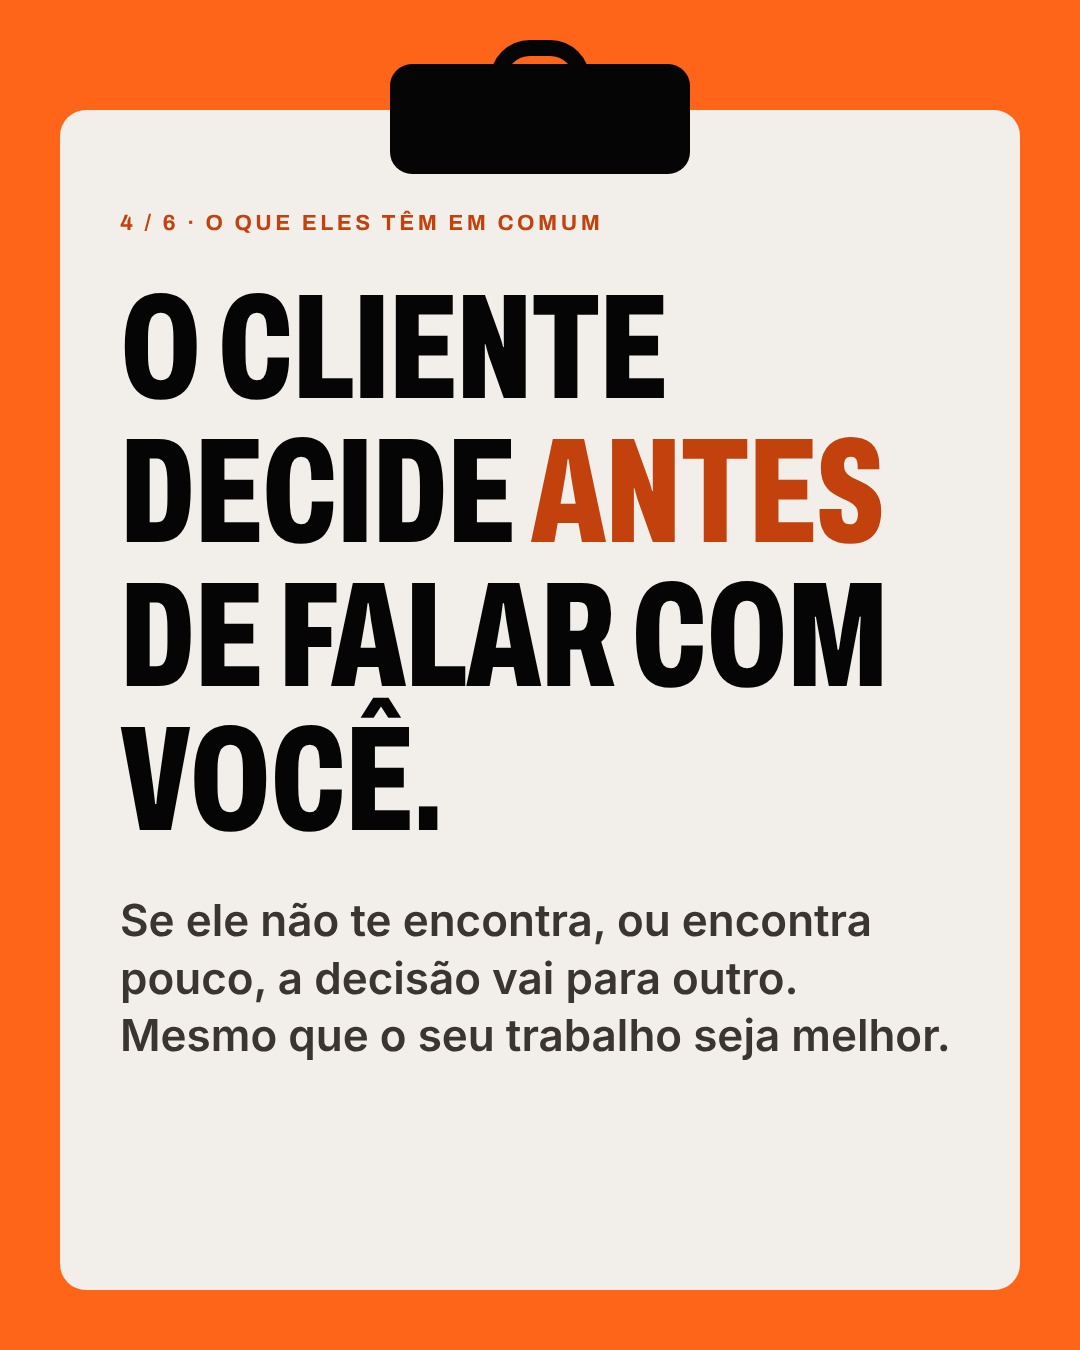 4 / 6 · O QUE ELES TÊM EM COMUM
O CLIENTE
DECIDE ANTES
DE FALAR COM
VOCÊ.
Se ele não te encontra, ou encontra
pouco, a decisão vai para outro.
Mesmo que o seu trabalho seja melhor.